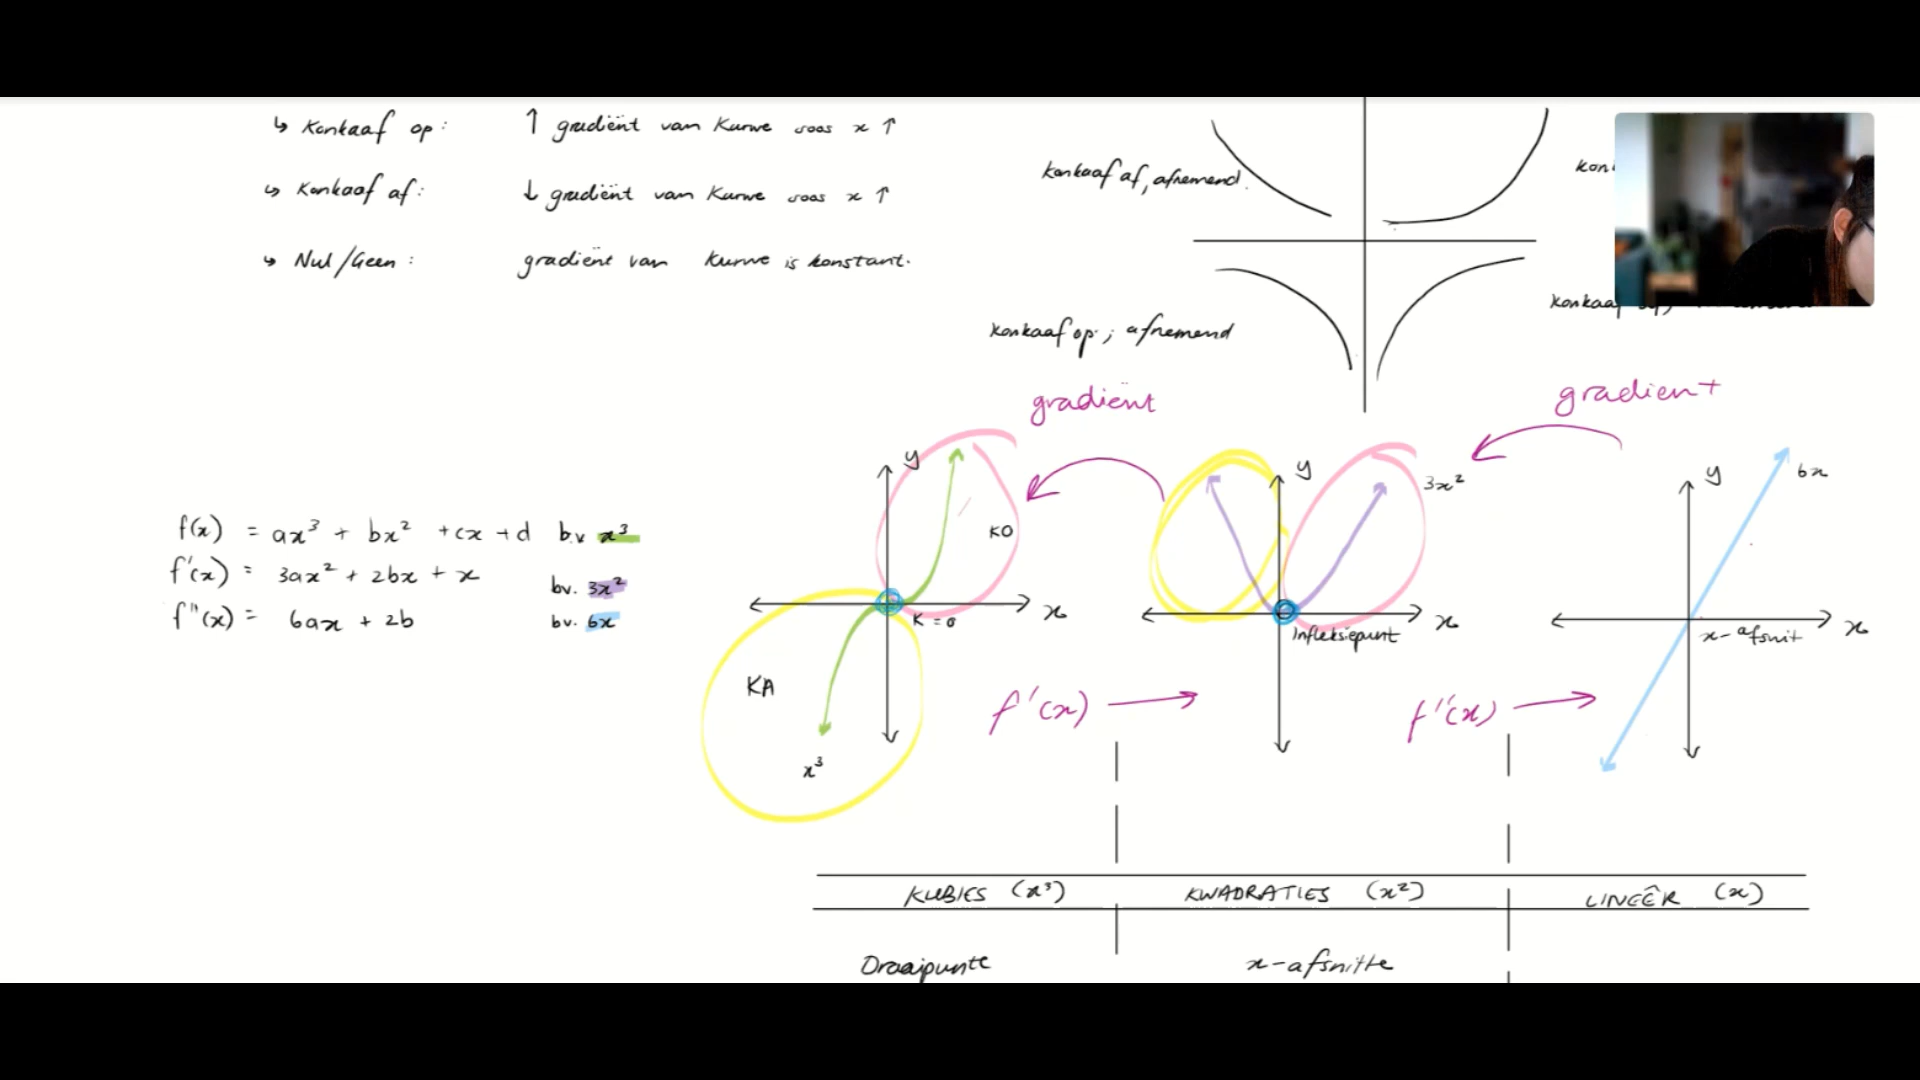 ↳ Konkaaf op: ↑ gradiënt van Kurwe soos x ↑
↳ Konkaaf af: ↓ gradiënt van Kurwe soos x ↑
↳ Nul/Geen: gradiënt van Kurwe is konstant.
Konkaaf af, afnemend.
Konkaaf op; afnemend
gradiënt
gradient
y
y
y
6x
3x²
KO
f(x) = ax³ + bx² + cx + d bv x³
f'(x) = 3ax² + 2bx + x bv. 3x²
f"(x) = 6ax + 2b bv. 6x
x
K = 0
x
Infleksiepunt
x
x-afsnit
KA
f'(x) →
f"(x) →
x³
KUBIES (x³)
KWADRATIES (x²)
LINEÊR (x)
Draaipunte
x-afsnitte